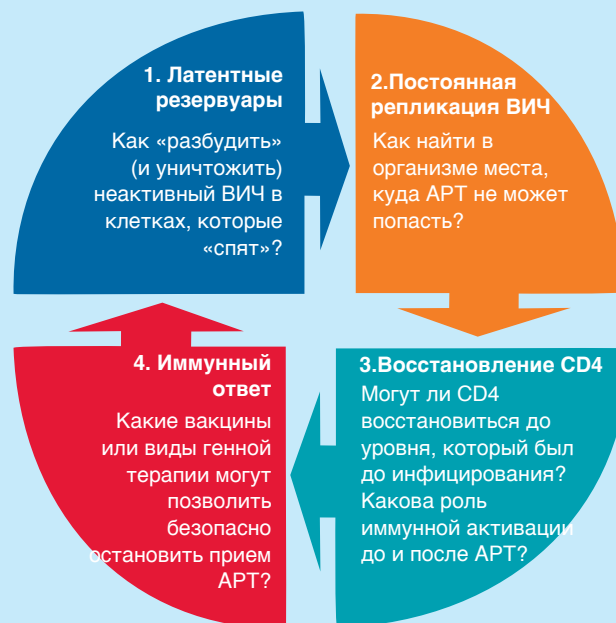 1. Латентные
резервуары
Как «разбудить»
(и уничтожить)
неактивный ВИЧ в
клетках, которые
«спят»?
2.Постоянная
репликация ВИЧ
Как найти в
организме места,
куда АРТ не может
попасть?
3.Восстановление CD4
Могут ли CD4
восстановиться до
уровня, который был
до инфицирования?
Какова роль
иммунной активации
до и после АРТ?
4. Иммунный
ответ
Какие вакцины
или виды генной
терапии могут
позволить
безопасно
остановить прием
АРТ?